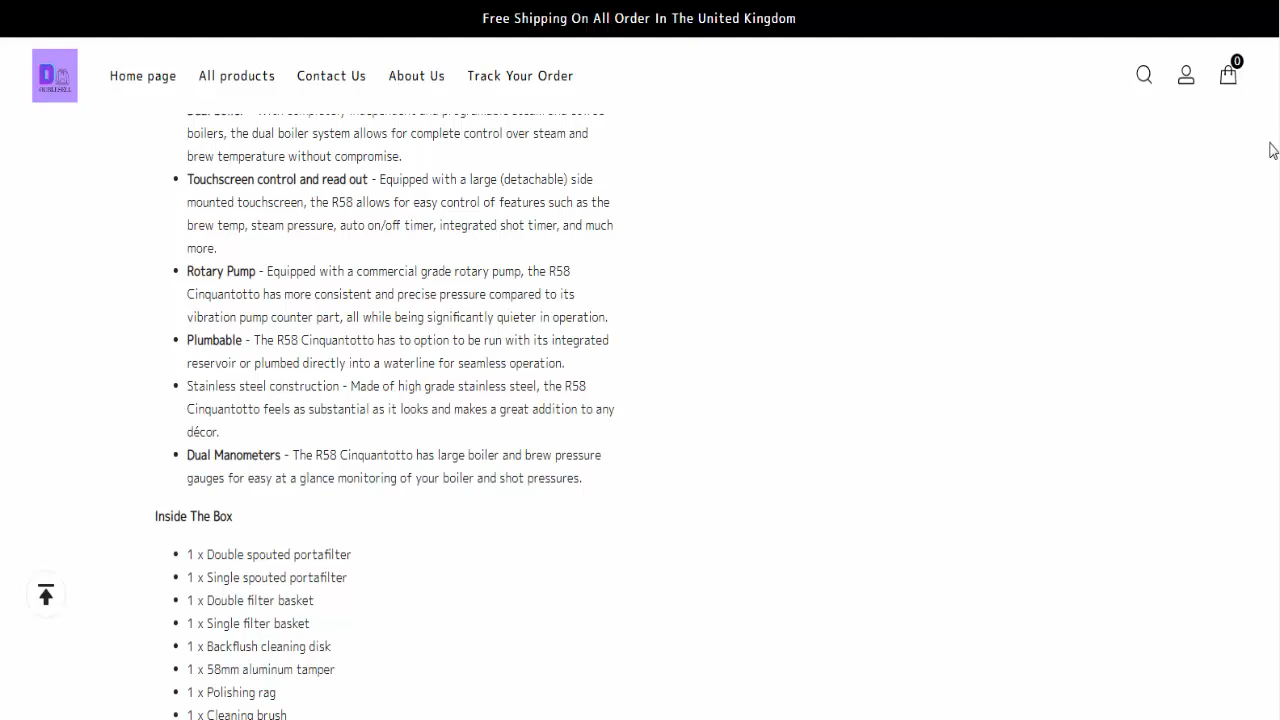 Free Shipping On All Order In The United Kingdom
Home page
All products
Contact Us
About Us
Track Your Order
0
boilers, the dual boiler system allows for complete control over steam and
brew temperature without compromise.
Touchscreen control and read out - Equipped with a large (detachable) side
mounted touchscreen, the R58 allows for easy control of features such as the
brew temp, steam pressure, auto on/off timer, integrated shot timer, and much
more.
Rotary Pump - Equipped with a commercial grade rotary pump, the R58
Cinquantotto has more consistent and precise pressure compared to its
vibration pump counter part, all while being significantly quieter in operation.
Plumbable - The R58 Cinquantotto has to option to be run with its integrated
reservoir or plumbed directly into a waterline for seamless operation.
Stainless steel construction - Made of high grade stainless steel, the R58
Cinquantotto feels as substantial as it looks and makes a great addition to any
décor.
Dual Manometers - The R58 Cinquantotto has large boiler and brew pressure
gauges for easy at a glance monitoring of your boiler and shot pressures.
Inside The Box
1 x Double spouted portafilter
1 x Single spouted portafilter
1 x Double filter basket
1 x Single filter basket
1 x Backflush cleaning disk
1 x 58mm aluminum tamper
1 x Polishing rag
1 x Cleaning brush